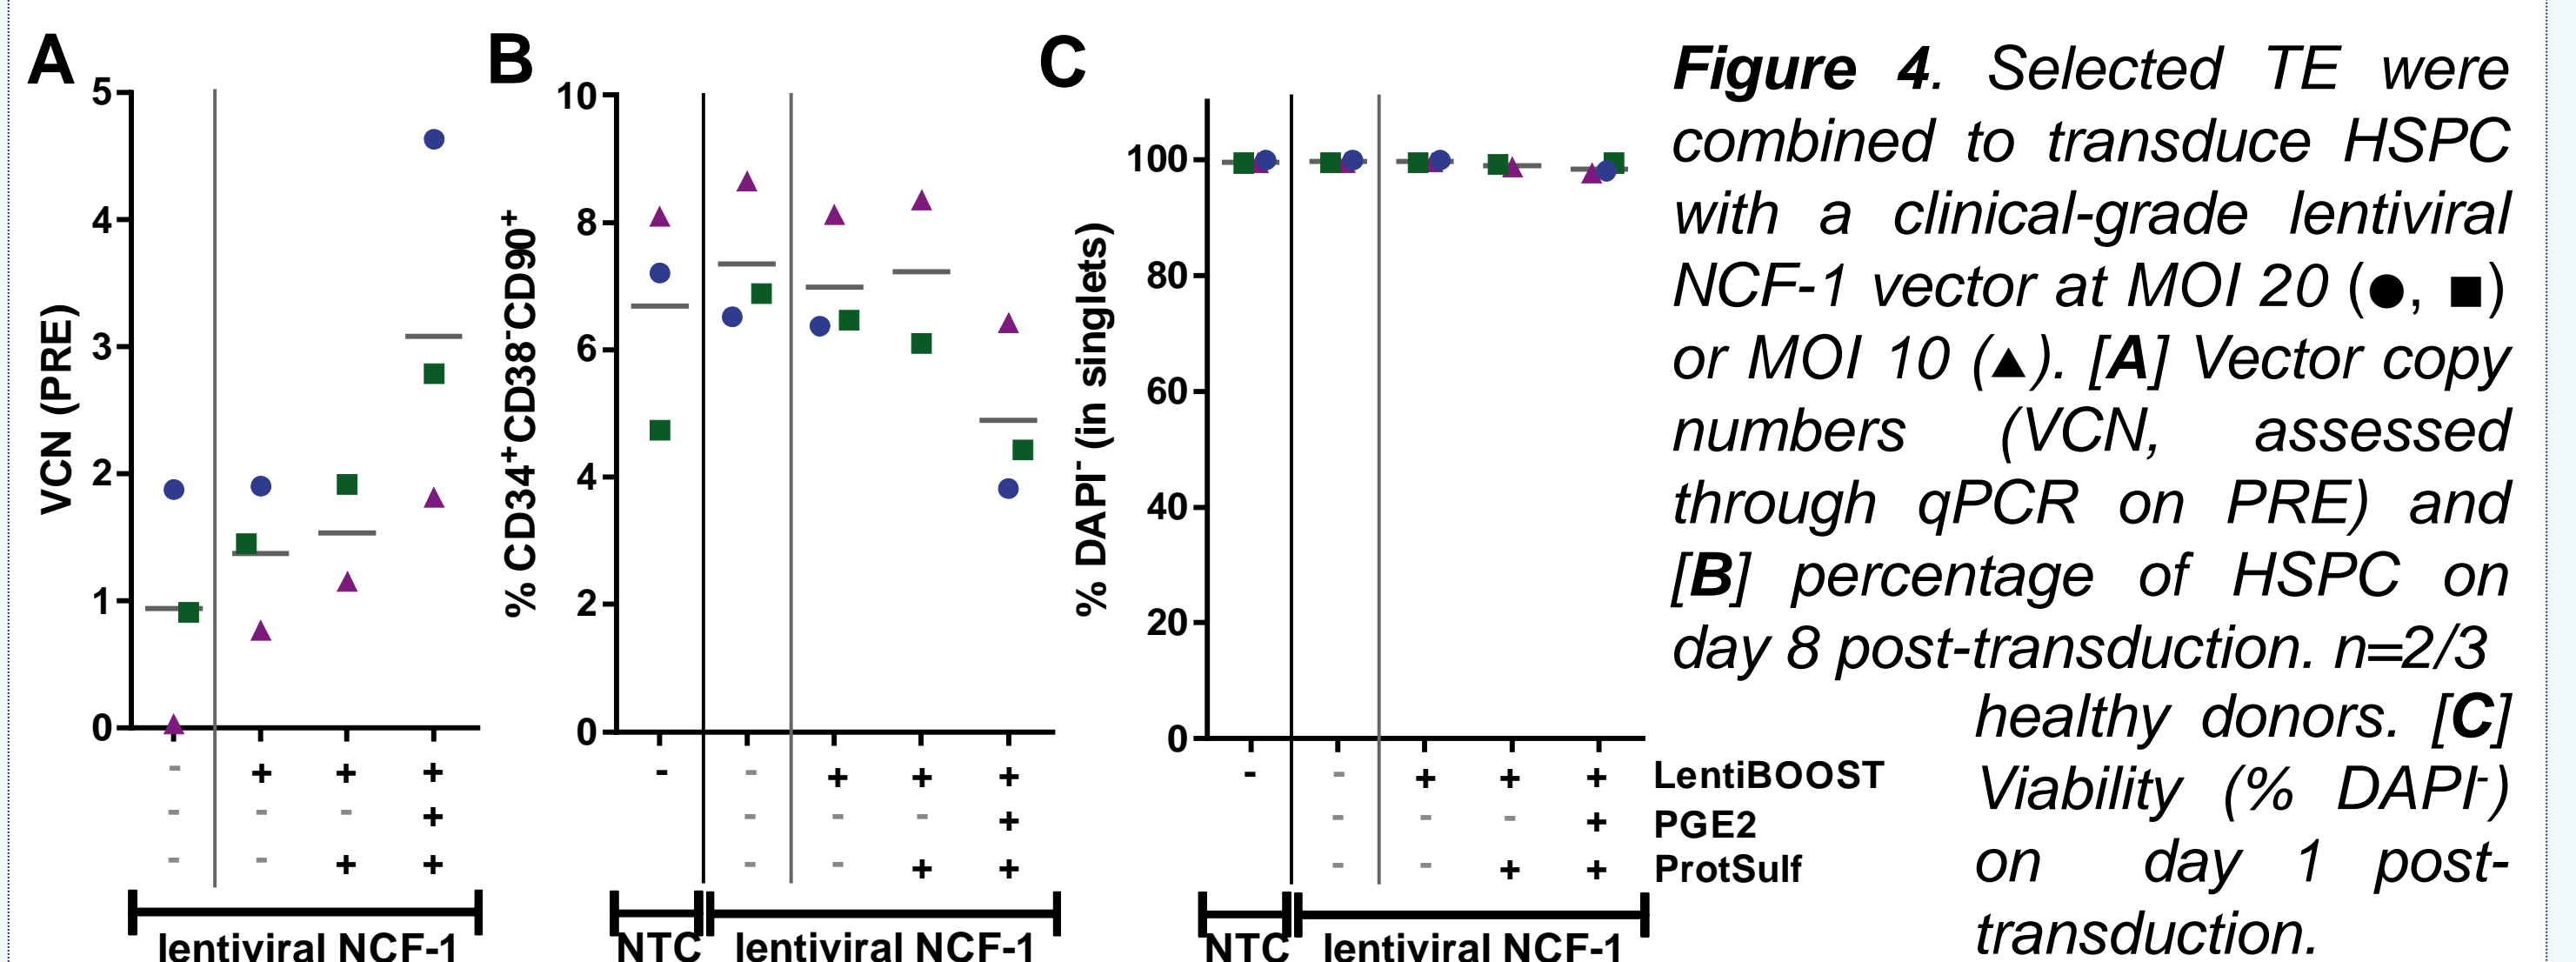 A
VCN (PRE)
5
4
3
2
1
0
- + + +
- - - +
- - + +
lentiviral NCF-1
B
% CD34+CD38-CD90+
10
8
6
4
2
0
- - + + +
- - - +
- - + +
NTC lentiviral NCF-1
C
% DAPI- (in singlets)
100
80
60
40
20
0
- - + + + LentiBOOST
- - - + PGE2
- - + + ProtSulf
NTC lentiviral NCF-1
Figure 4. Selected TE were
combined to transduce HSPC
with a clinical-grade lentiviral
NCF-1 vector at MOI 20 (●, ■)
or MOI 10 (▲). [A] Vector copy
numbers (VCN, assessed
through qPCR on PRE) and
[B] percentage of HSPC on
day 8 post-transduction. n=2/3
healthy donors. [C]
Viability (% DAPI-)
on day 1 post-
transduction.